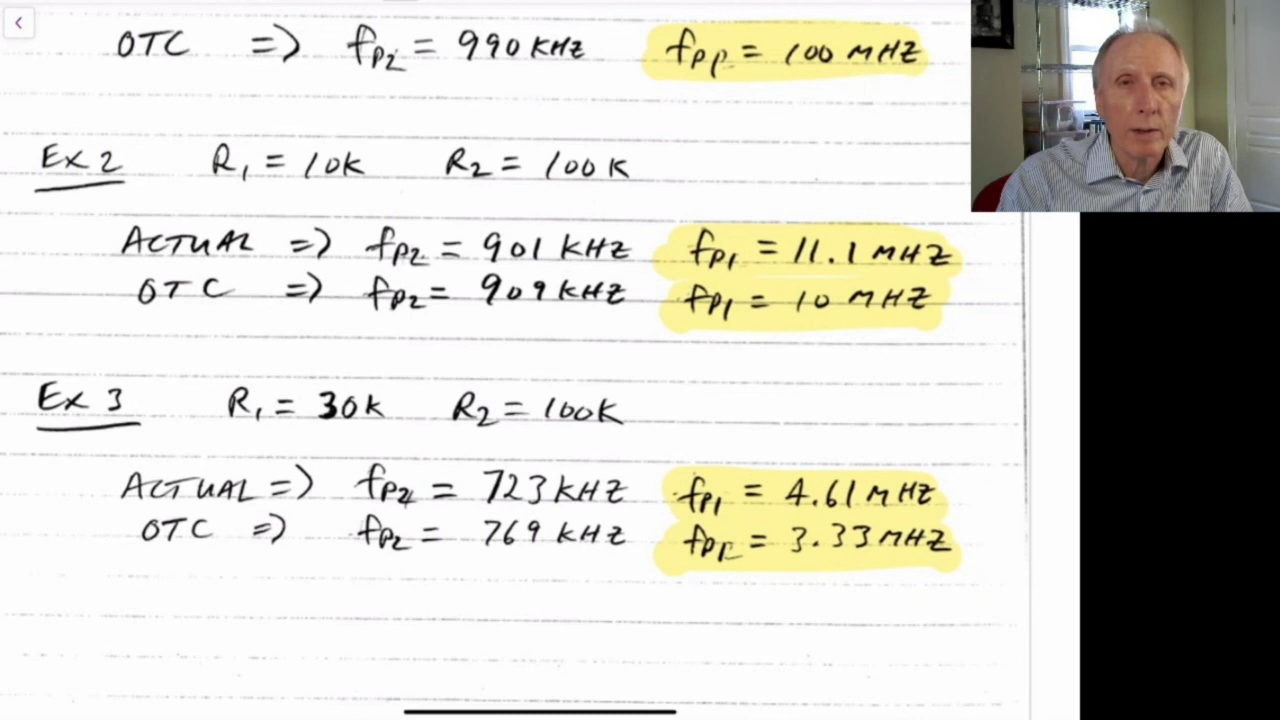 OTC => fp2 = 990 KHZ fp1 = 100 MHZ
Ex 2 R1 = 10K R2 = 100K
ACTUAL => fp2 = 901 KHZ fp1 = 11.1 MHZ
OTC => fp2 = 909 KHZ fp1 = 10 MHZ
Ex 3 R1 = 30K R2 = 100K
ACTUAL => fp2 = 723 KHZ fp1 = 4.61 MHZ
OTC => fp2 = 769 KHZ fp1 = 3.33 MHZ